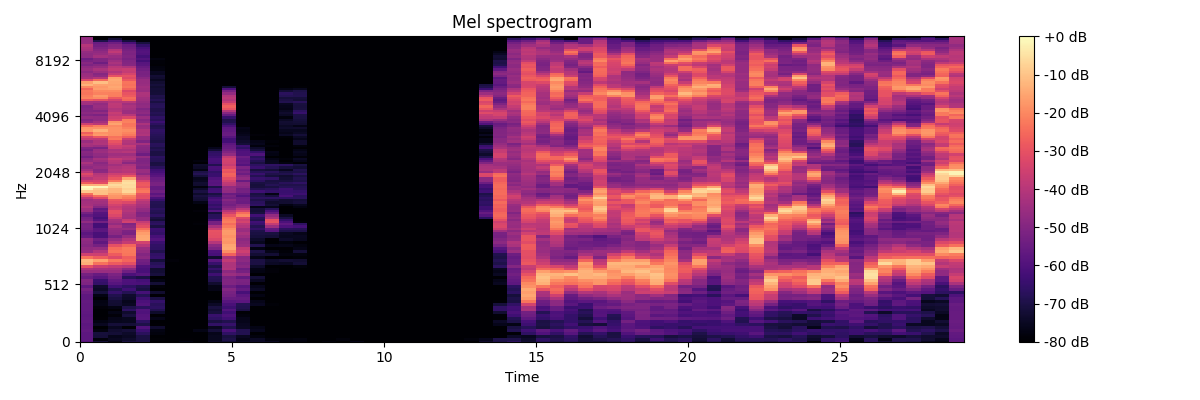 Mel spectrogram
+0 dB
8192
-10 dB
4096
-20 dB
-30 dB
2048
Hz
-40 dB
1024
-50 dB
-60 dB
512
-70 dB
0
-80 dB
0 5 10 15 20 25
Time